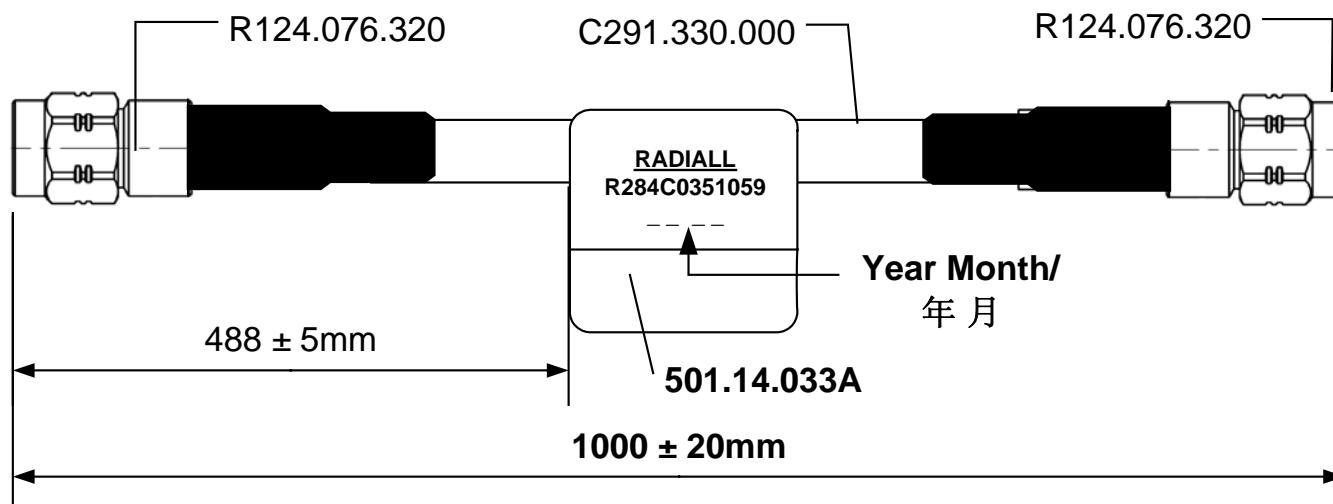 R124.076.320
C291.330.000
R124.076.320
RADIALL
R284C0351059
Year Month/
年 月
488 ± 5mm
501.14.033A
1000 ± 20mm